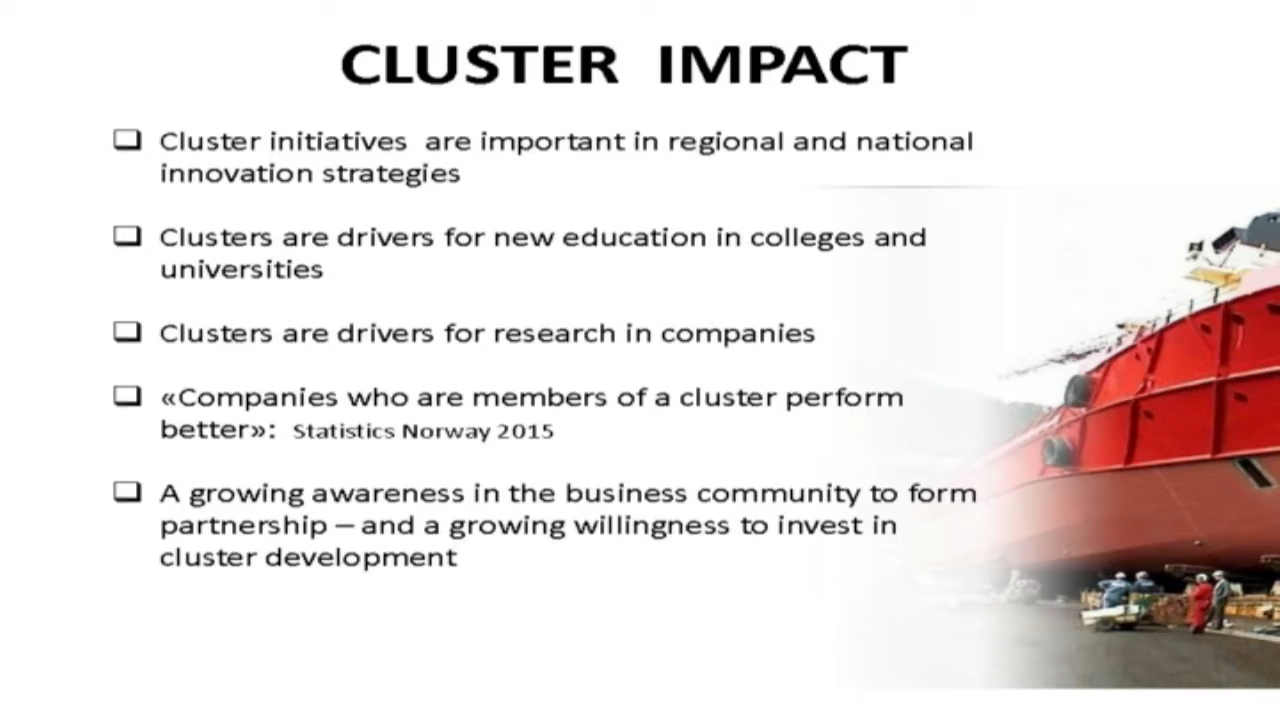 CLUSTER IMPACT
Cluster initiatives are important in regional and national
innovation strategies
Clusters are drivers for new education in colleges and
universities
Clusters are drivers for research in companies
«Companies who are members of a cluster perform
better»: Statistics Norway 2015
A growing awareness in the business community to form
partnership – and a growing willingness to invest in
cluster development